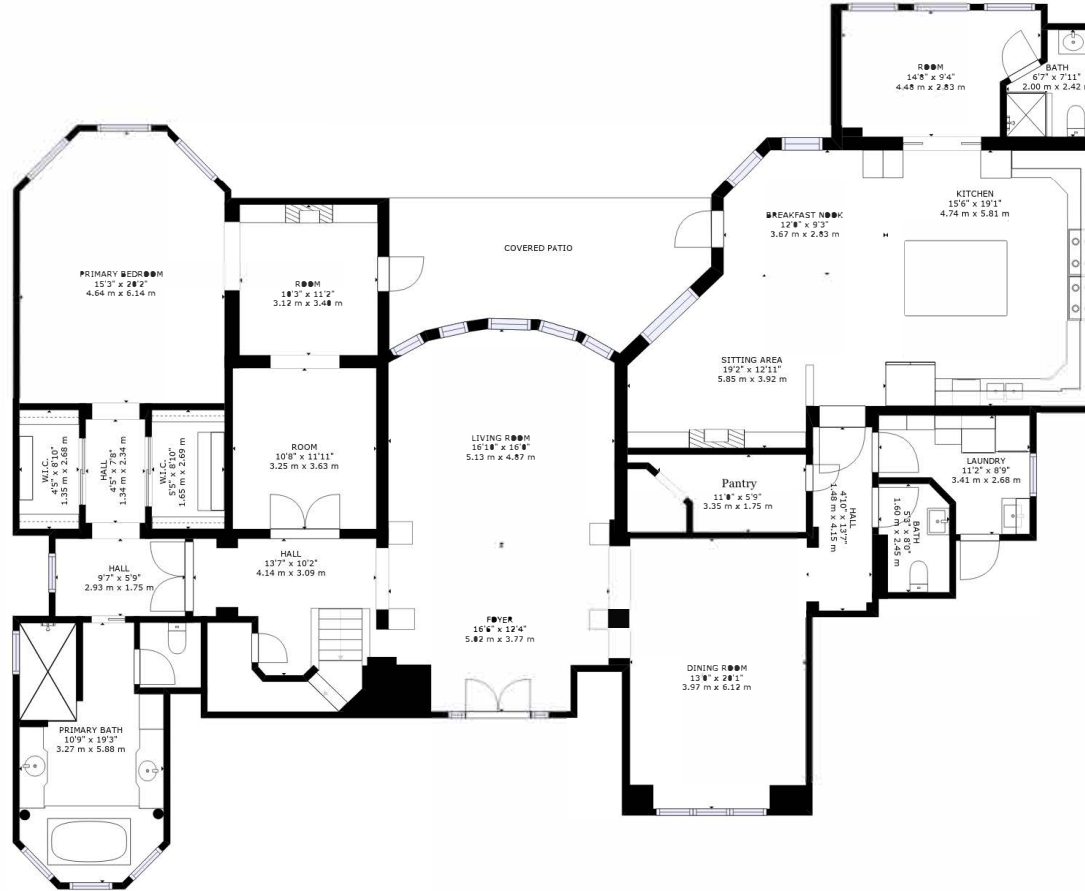 ROOM
14'8" x 9'4"
4.48 m x 2.83 m
BATH
6'7" x 7'11"
2.00 m x 2.42 m
KITCHEN
15'6" x 19'1"
4.74 m x 5.81 m
BREAKFAST NOOK
12'0" x 9'3"
3.67 m x 2.83 m
COVERED PATIO
PRIMARY BEDROOM
15'3" x 20'2"
4.64 m x 6.14 m
ROOM
10'3" x 11'2"
3.12 m x 3.40 m
SITTING AREA
19'2" x 12'11"
5.85 m x 3.92 m
W.I.C.
4'5" x 8'10"
1.35 m x 2.68 m
HALL
4'5" x 7'8"
1.34 m x 2.34 m
W.I.C.
5'5" x 8'10"
1.65 m x 2.69 m
ROOM
10'8" x 11'11"
3.25 m x 3.63 m
LIVING ROOM
16'10" x 16'0"
5.13 m x 4.87 m
Pantry
11'0" x 5'9"
3.35 m x 1.75 m
HALL
4'10" x 13'7"
1.48 m x 4.15 m
LAUNDRY
11'2" x 8'9"
3.41 m x 2.68 m
BATH
5'3" x 8'0"
1.60 m x 2.45 m
HALL
9'7" x 5'9"
2.93 m x 1.75 m
HALL
13'7" x 10'2"
4.14 m x 3.09 m
FOYER
16'6" x 12'4"
5.02 m x 3.77 m
DINING ROOM
13'0" x 20'1"
3.97 m x 6.12 m
PRIMARY BATH
10'9" x 19'3"
3.27 m x 5.88 m